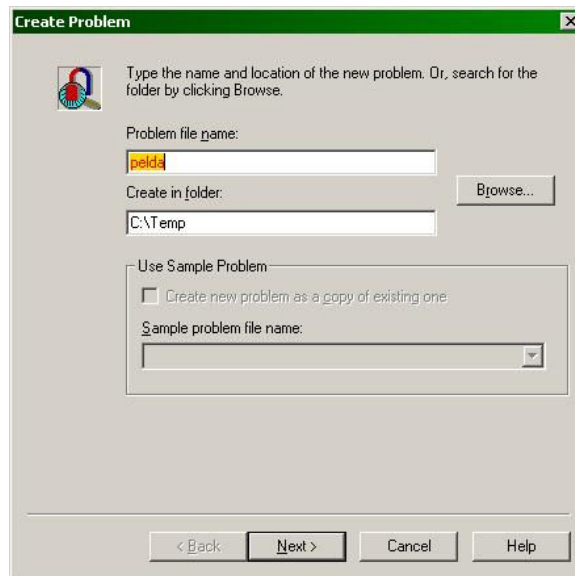 Create Problem
Type the name and location of the new problem. Or, search for the
folder by clicking Browse.
Problem file name:
pelda
Browse...
Create in folder:
C:\Temp
Use Sample Problem
Create new problem as a copy of existing one
Sample problem file name:
< Back
Next >
Cancel
Help